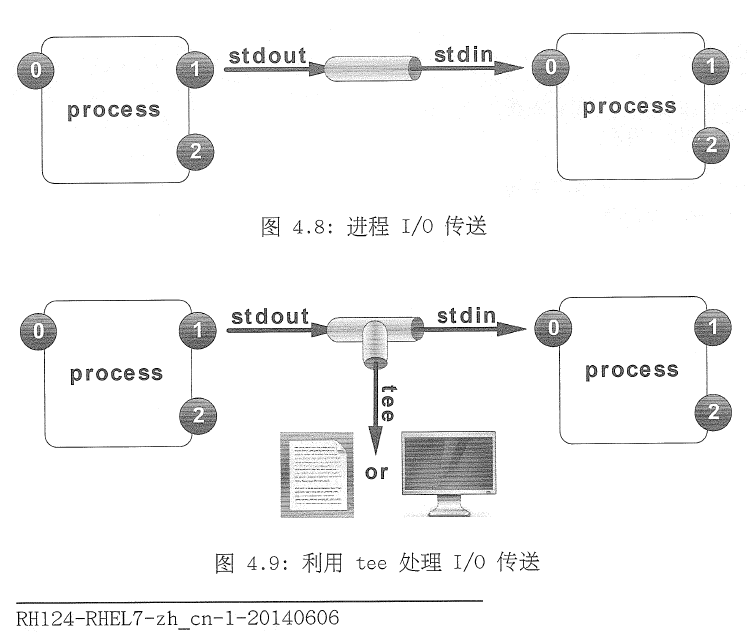 stdout stdin
0 1 0 1
process process
2 2
图 4.8: 进程 I/O 传送
stdout stdin
0 1 0 1
process process
tee
2 2
or
图 4.9: 利用 tee 处理 I/O 传送
RH124-RHEL7-zh_cn-1-20140606